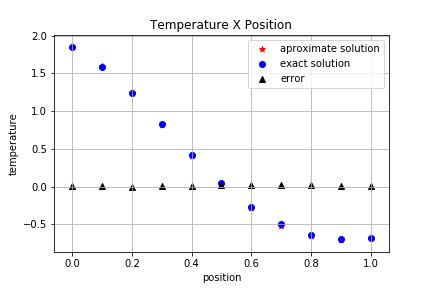 Temperature X Position
aproximate solution
exact solution
error
temperature
2.0
1.5
1.0
0.5
0.0
−0.5
0.0 0.2 0.4 0.6 0.8 1.0
position